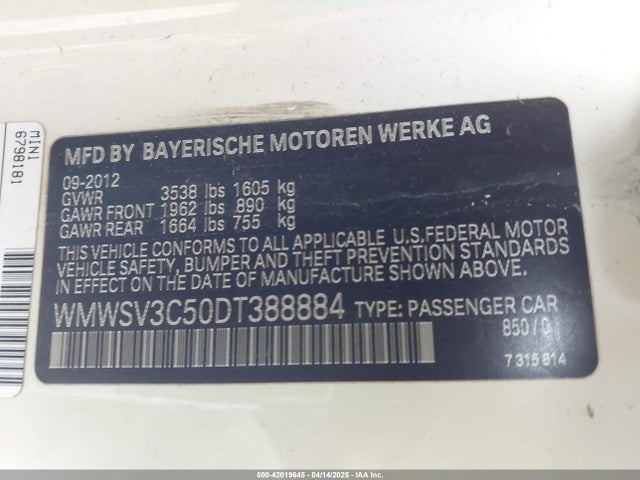 MINI
6798181
MFD BY BAYERISCHE MOTOREN WERKE AG
09-2012
GVWR 3538 lbs 1605 kg
GAWR FRONT 1962 lbs 890 kg
GAWR REAR 1664 lbs 755 kg
THIS VEHICLE CONFORMS TO ALL APPLICABLE U.S.FEDERAL MOTOR
VEHICLE SAFETY, BUMPER AND THEFT PREVENTION STANDARDS
IN EFFECT ON THE DATE OF MANUFACTURE SHOWN ABOVE.
WMWSV3C50DT388884 TYPE: PASSENGER CAR
850 / 0
7 315 814
000-42019645 - 04/14/2025 - IAA Inc.